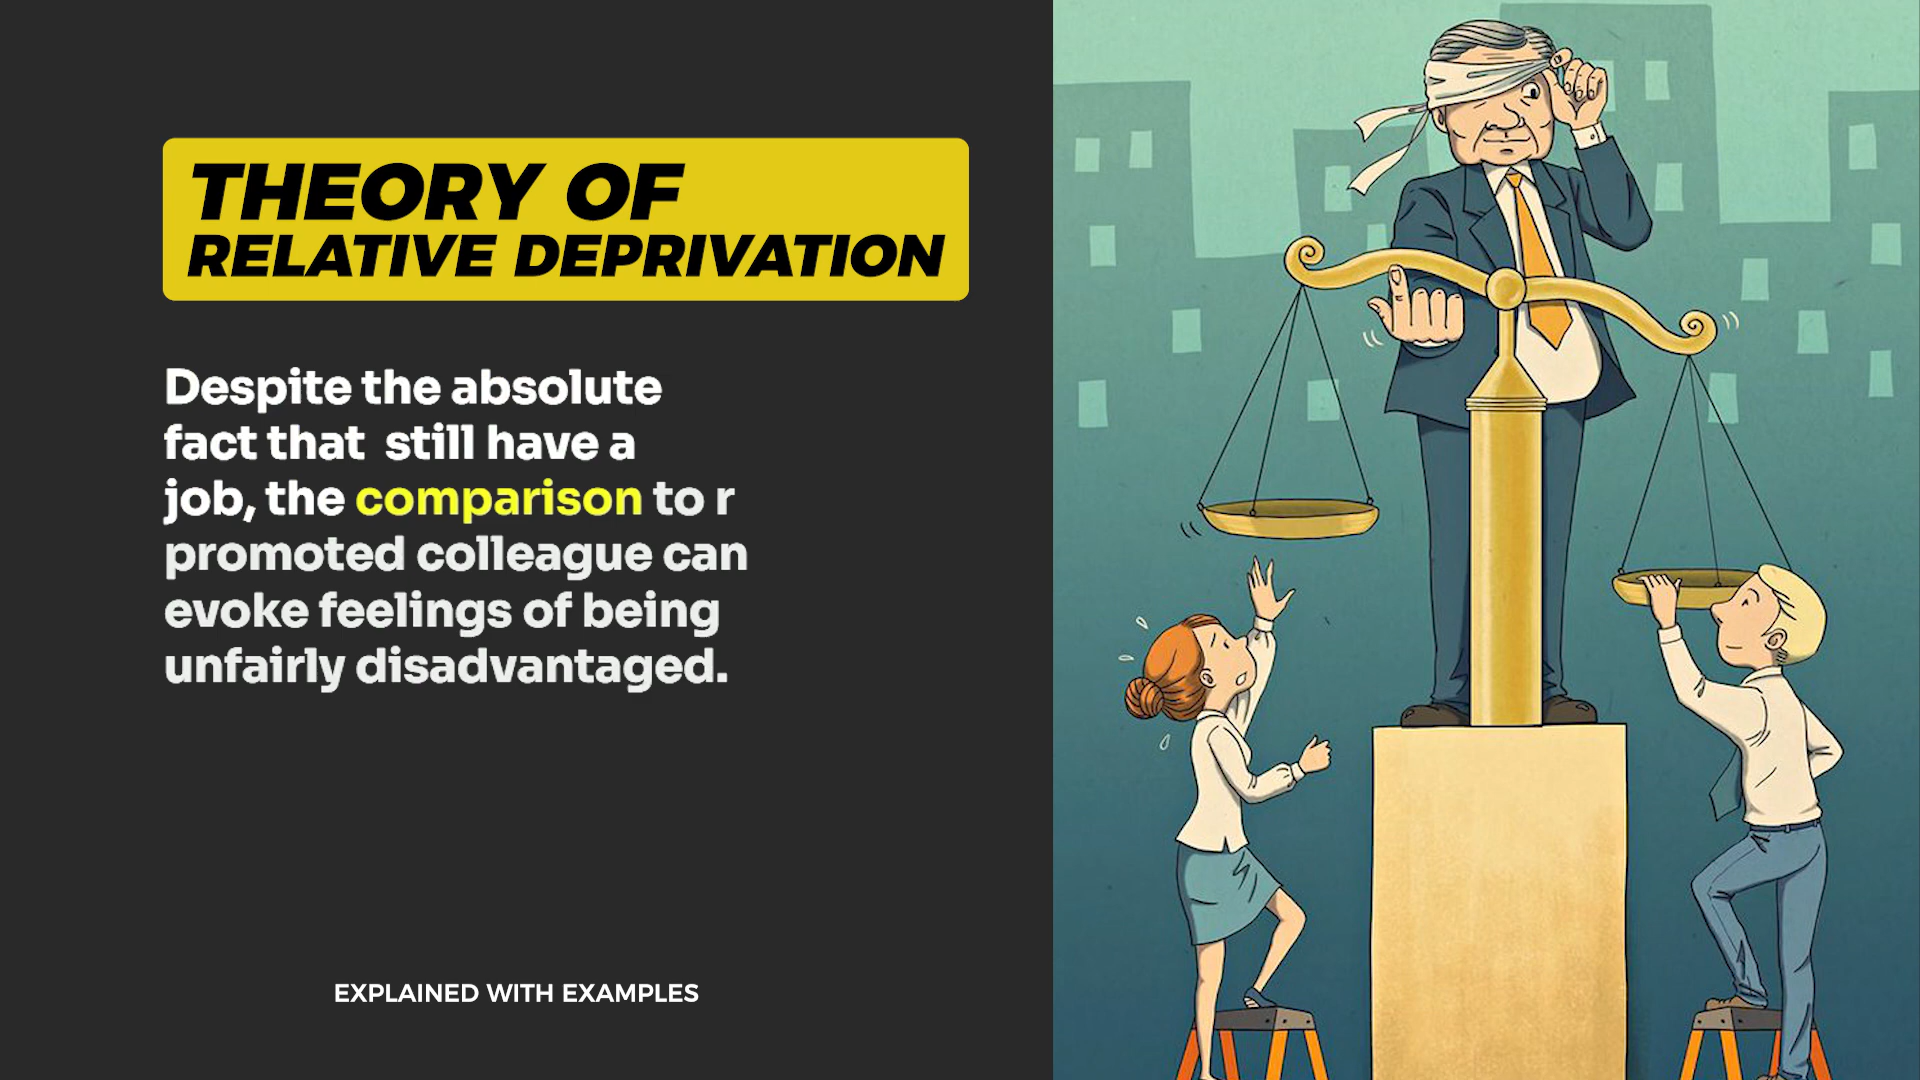 THEORY OF
RELATIVE DEPRIVATION
Despite the absolute
fact that still have a
job, the comparison to r
promoted colleague can
evoke feelings of being
unfairly disadvantaged.
EXPLAINED WITH EXAMPLES